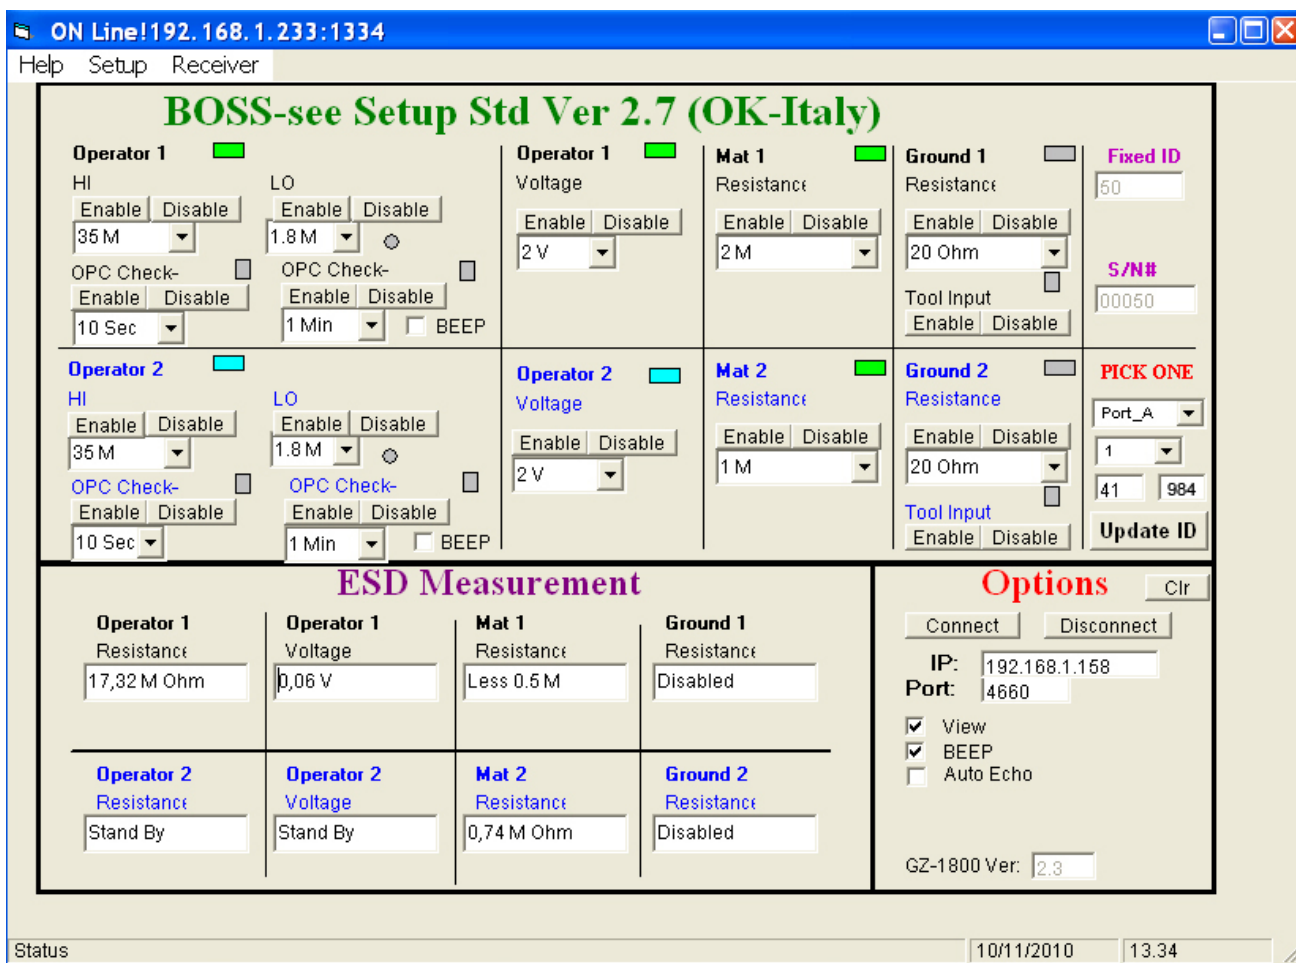 ON Line!192.168.1.233:1334
Help Setup Receiver
BOSS-see Setup Std Ver 2.7 (OK-Italy)
Operator 1
HI
Enable Disable
35 M
OPC Check-
Enable Disable
10 Sec
LO
Enable Disable
1.8 M
OPC Check-
Enable Disable
1 Min
BEEP
Operator 1
Voltage
Enable Disable
2 V
Mat 1
Resistance
Enable Disable
2 M
Ground 1
Resistance
Enable Disable
20 Ohm
Tool Input
Enable Disable
Fixed ID
50
S/N#
00050
Operator 2
HI
Enable Disable
35 M
OPC Check-
Enable Disable
10 Sec
LO
Enable Disable
1.8 M
OPC Check-
Enable Disable
1 Min
BEEP
Operator 2
Voltage
Enable Disable
2 V
Mat 2
Resistance
Enable Disable
1 M
Ground 2
Resistance
Enable Disable
20 Ohm
Tool Input
Enable Disable
PICK ONE
Port_A
1
41 984
Update ID
ESD Measurement
Operator 1
Resistance
17,32 M Ohm
Operator 1
Voltage
0,06 V
Mat 1
Resistance
Less 0.5 M
Ground 1
Resistance
Disabled
Operator 2
Resistance
Stand By
Operator 2
Voltage
Stand By
Mat 2
Resistance
0,74 M Ohm
Ground 2
Resistance
Disabled
Options
Clr
Connect Disconnect
IP: 192.168.1.158
Port: 4660
View
BEEP
Auto Echo
GZ-1800 Ver: 2.3
Status 10/11/2010 13.34